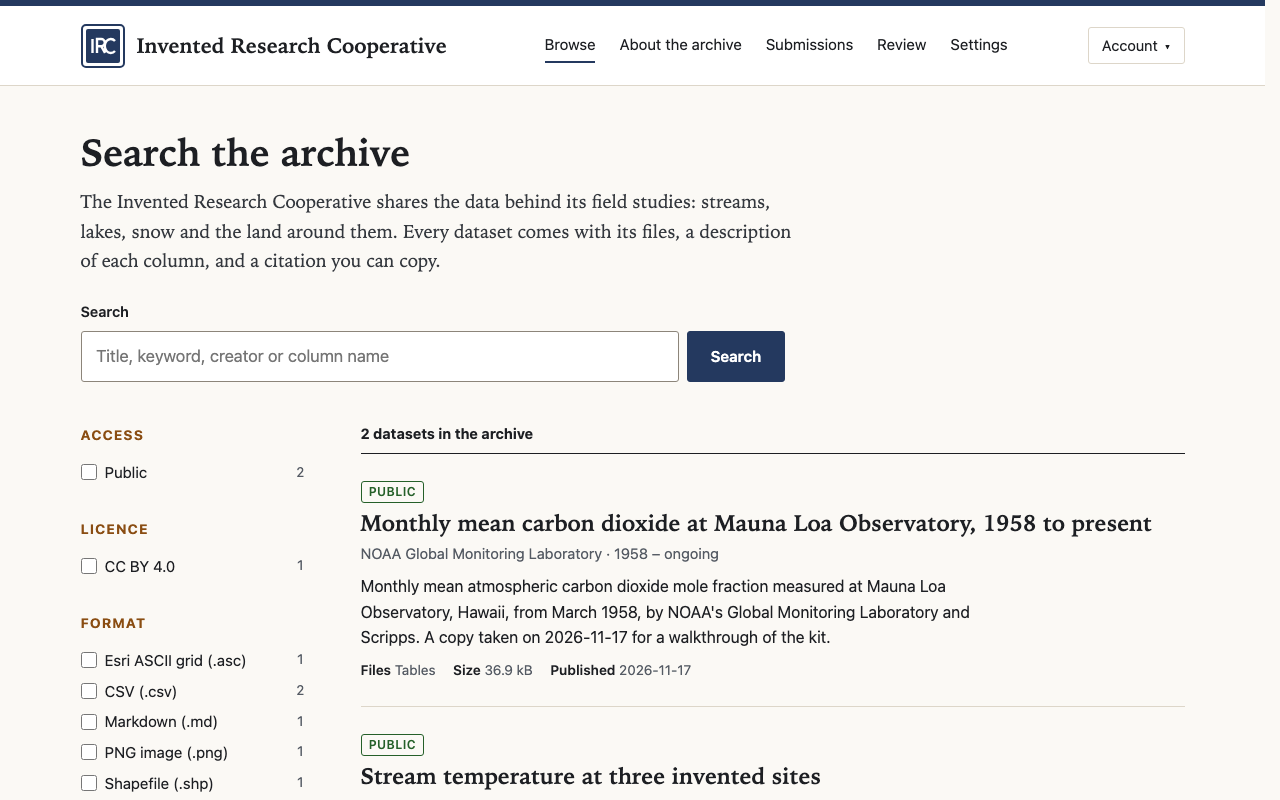 IRC Invented Research Cooperative
Browse About the archive Submissions Review Settings
Account ▾
Search the archive
The Invented Research Cooperative shares the data behind its field studies: streams,
lakes, snow and the land around them. Every dataset comes with its files, a description
of each column, and a citation you can copy.
Search
Title, keyword, creator or column name
Search
ACCESS
Public 2
LICENCE
CC BY 4.0 1
FORMAT
Esri ASCII grid (.asc) 1
CSV (.csv) 2
Markdown (.md) 1
PNG image (.png) 1
Shapefile (.shp) 1
2 datasets in the archive
PUBLIC
Monthly mean carbon dioxide at Mauna Loa Observatory, 1958 to present
NOAA Global Monitoring Laboratory · 1958 – ongoing
Monthly mean atmospheric carbon dioxide mole fraction measured at Mauna Loa
Observatory, Hawaii, from March 1958, by NOAA's Global Monitoring Laboratory and
Scripps. A copy taken on 2026-11-17 for a walkthrough of the kit.
Files Tables Size 36.9 kB Published 2026-11-17
PUBLIC
Stream temperature at three invented sites